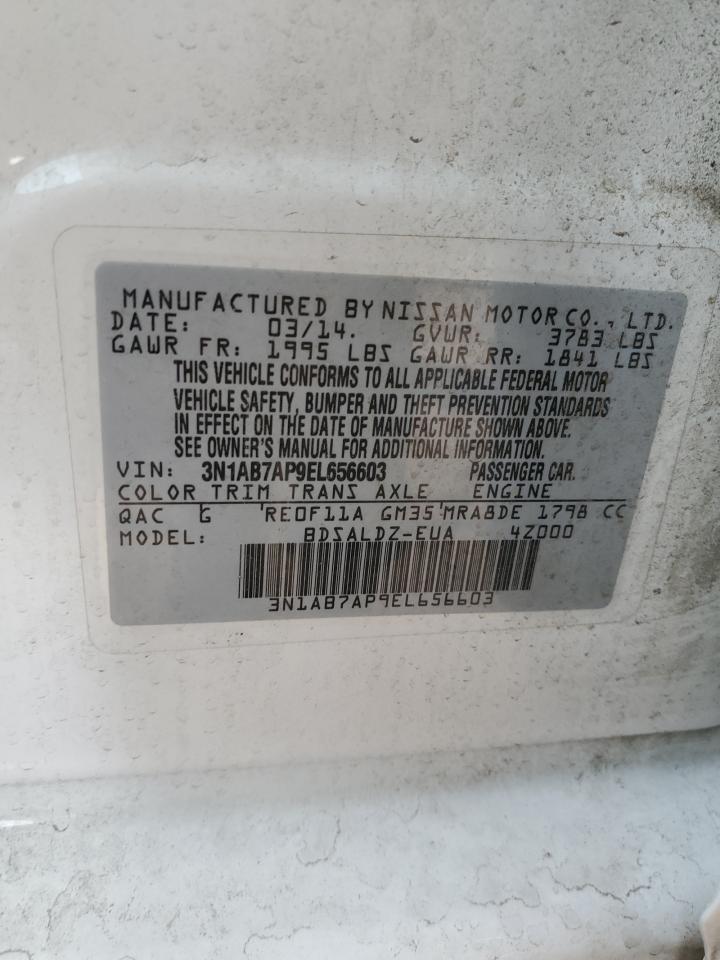 MANUFACTURED BY NISSAN MOTOR CO., LTD.
DATE: 03/14. GVWR: 3783 LBS
GAWR FR: 1995 LBS GAWR RR: 1841 LBS
THIS VEHICLE CONFORMS TO ALL APPLICABLE FEDERAL MOTOR
VEHICLE SAFETY, BUMPER AND THEFT PREVENTION STANDARDS
IN EFFECT ON THE DATE OF MANUFACTURE SHOWN ABOVE.
SEE OWNER'S MANUAL FOR ADDITIONAL INFORMATION.
VIN: 3N1AB7AP9EL656603 PASSENGER CAR.
COLOR TRIM TRANS AXLE ENGINE
QAC G RE0F11A GM35 MRA8DE 1798 CC
MODEL: BDSALDZ-EUA 4Z000
3N1AB7AP9EL656603